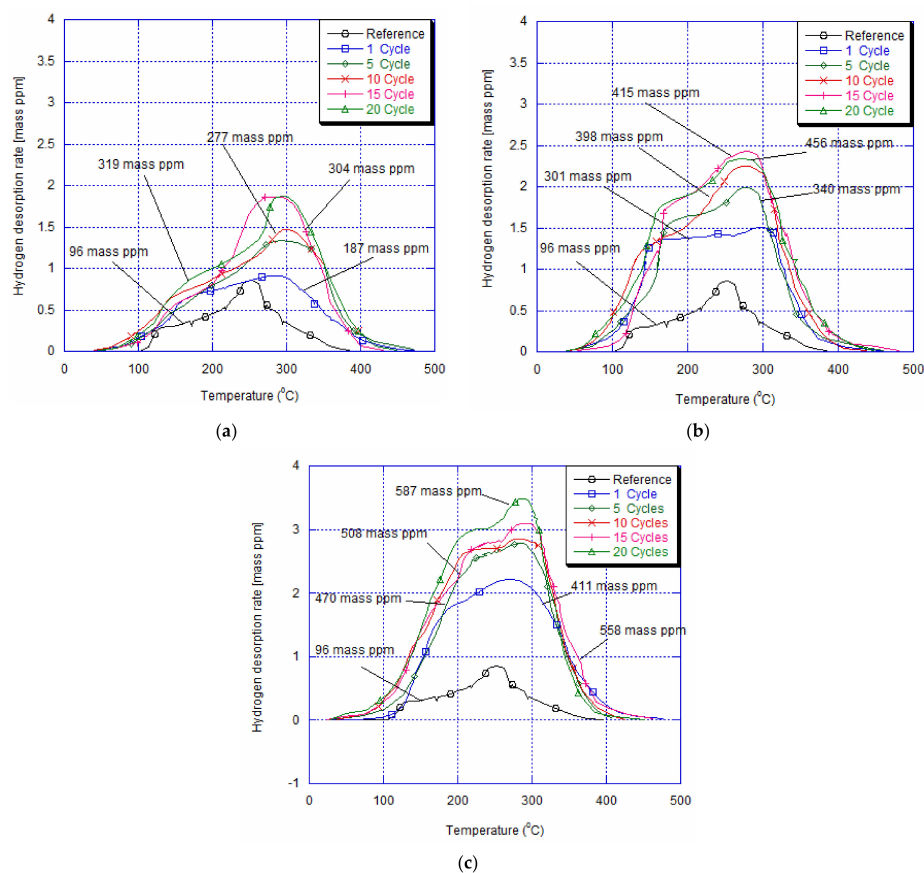 Hydrogen desorption rate [mass ppm]
4
3.5
3
2.5
2
1.5
1
0.5
0
Reference
1 Cycle
5 Cycle
10 Cycle
15 Cycle
20 Cycle
277 mass ppm
319 mass ppm
304 mass ppm
96 mass ppm
187 mass ppm
0 100 200 300 400 500
Temperature (⁰C)
(a)
Hydrogen desorption rate [mass ppm]
4
3.5
3
2.5
2
1.5
1
0.5
0
Reference
1 Cycle
5 Cycle
10 Cycle
15 Cycle
20 Cycle
415 mass ppm
398 mass ppm
456 mass ppm
301 mass ppm
340 mass ppm
96 mass ppm
0 100 200 300 400 500
Temperature (⁰C)
(b)
Hydrogen desorption rate [mass ppm]
4
3
2
1
0
-1
Reference
1 Cycle
5 Cycles
10 Cycles
15 Cycles
20 Cycles
587 mass ppm
508 mass ppm
470 mass ppm
411 mass ppm
558 mass ppm
96 mass ppm
0 100 200 300 400 500
Temperature (⁰C)
(c)